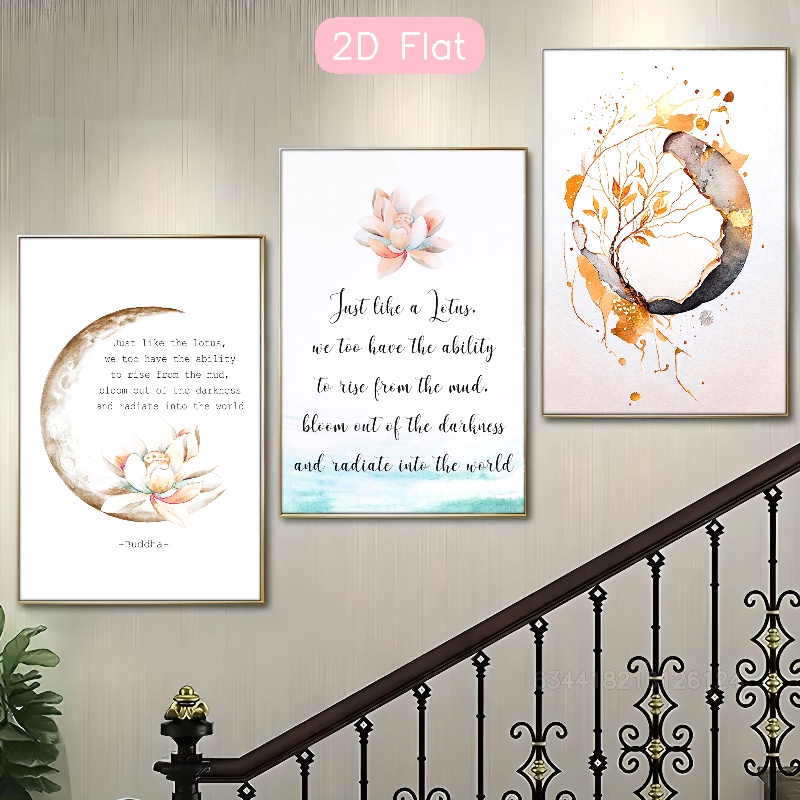 2D Flat
Just like the lotus,
we too have the ability
to rise from the mud,
bloom out of the darkness
and radiate into the world
-Buddha-
Just like a Lotus,
we too have the ability
to rise from the mud,
bloom out of the darkness
and radiate into the world